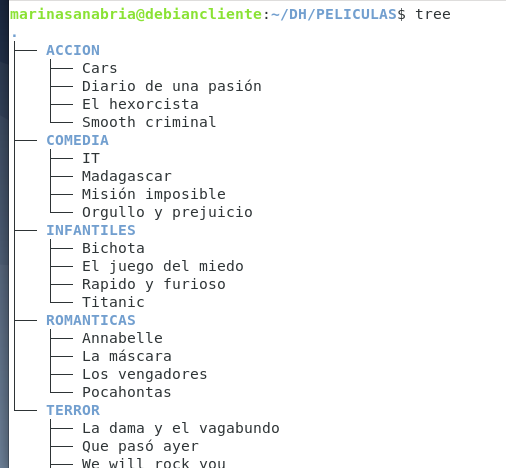 marinasanabria@debiancliente:~/DH/PELICULAS$ tree
.
ACCION
Cars
Diario de una pasión
El hexorcista
Smooth criminal
COMEDIA
IT
Madagascar
Misión imposible
Orgullo y prejuicio
INFANTILES
Bichota
El juego del miedo
Rapido y furioso
Titanic
ROMANTICAS
Annabelle
La máscara
Los vengadores
Pocahontas
TERROR
La dama y el vagabundo
Que pasó ayer
We will rock you